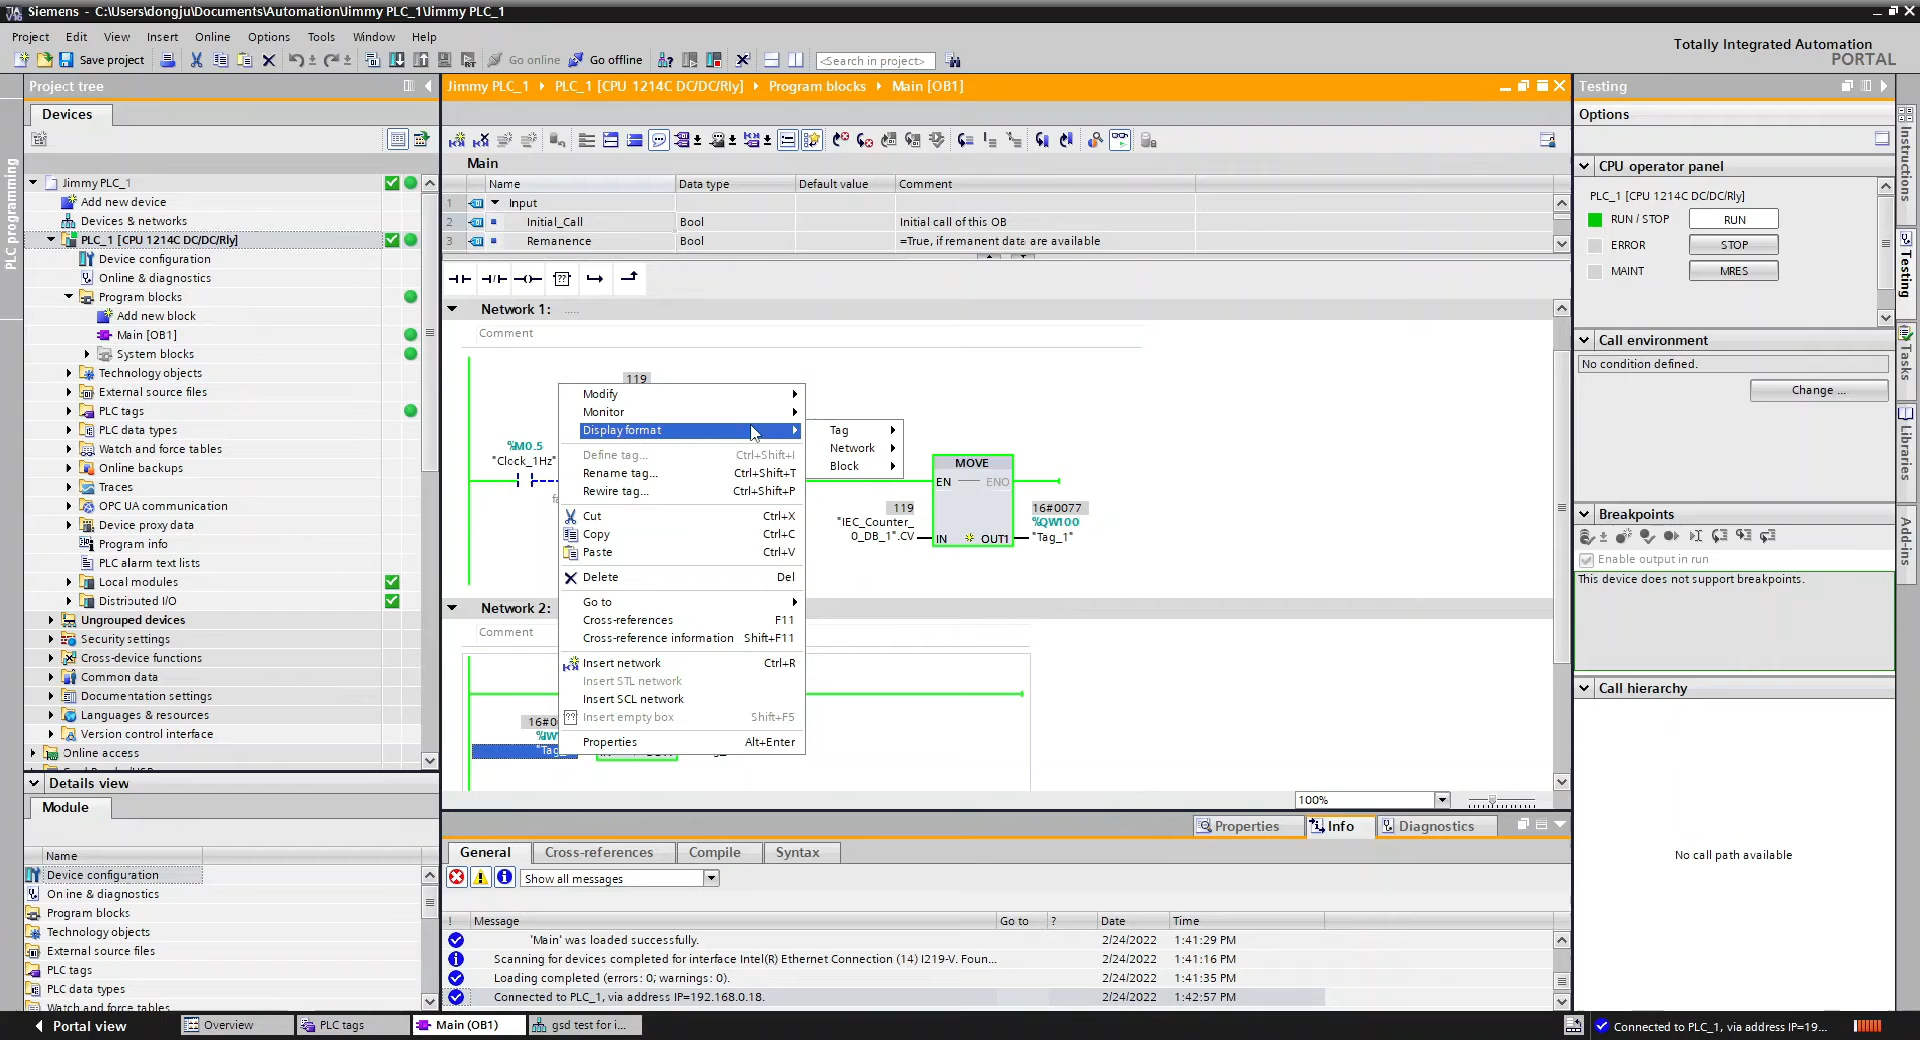 Siemens - C:\Users\dongju\Documents\Automation\Jimmy PLC_1\Jimmy PLC_1
Project Edit View Insert Online Options Tools Window Help
Save project
Go online
Go offline
<Search in project>
Totally Integrated Automation
PORTAL
Project tree
Devices
PLC programming
Jimmy PLC_1
Add new device
Devices & networks
PLC_1 [CPU 1214C DC/DC/Rly]
Device configuration
Online & diagnostics
Program blocks
Add new block
Main [OB1]
System blocks
Technology objects
External source files
PLC tags
PLC data types
Watch and force tables
Online backups
Traces
OPC UA communication
Device proxy data
Program info
PLC alarm text lists
Local modules
Distributed I/O
Ungrouped devices
Security settings
Cross-device functions
Common data
Documentation settings
Languages & resources
Version control interface
Online access
Details view
Module
Name
Device configuration
Online & diagnostics
Program blocks
Technology objects
External source files
PLC tags
PLC data types
Watch and force tables
Jimmy PLC_1 PLC_1 [CPU 1214C DC/DC/Rly] Program blocks Main [OB1]
Main
Name Data type Default value Comment
1 Input
2 Initial_Call Bool Initial call of this OB
3 Remanence Bool =True, if remanent data are available
Network 1: .....
Comment
119
%M0.5
"Clock_1Hz"
Modify
Monitor
Display format
Define tag... Ctrl+Shift+I
Rename tag... Ctrl+Shift+T
Rewire tag... Ctrl+Shift+P
Cut Ctrl+X
Copy Ctrl+C
Paste Ctrl+V
Delete Del
Go to
Cross-references F11
Cross-reference information Shift+F11
Insert network Ctrl+R
Insert STL network
Insert SCL network
Insert empty box Shift+F5
Properties Alt+Enter
Tag
Network
Block
MOVE
EN ENO
119
"IEC_Counter_
0_DB_1".CV
IN OUT1
16#0077
%QW100
"Tag_1"
Network 2:
Comment
16#0
%IW
"Tag_
100%
Properties Info Diagnostics
General Cross-references Compile Syntax
Show all messages
! Message Go to ? Date Time
'Main' was loaded successfully. 2/24/2022 1:41:29 PM
Scanning for devices completed for interface Intel(R) Ethernet Connection (14) I219-V. Foun... 2/24/2022 1:41:16 PM
Loading completed (errors: 0; warnings: 0). 2/24/2022 1:41:35 PM
Connected to PLC_1, via address IP=192.168.0.18. 2/24/2022 1:42:57 PM
Testing
Options
CPU operator panel
PLC_1 [CPU 1214C DC/DC/Rly]
RUN / STOP RUN
ERROR STOP
MAINT MRES
Call environment
No condition defined.
Change ...
Breakpoints
Enable output in run
This device does not support breakpoints.
Call hierarchy
No call path available
Instructions
Testing
Tasks
Libraries
Add-ins
Portal view
Overview
PLC tags
Main (OB1)
gsd test for i...
Connected to PLC_1, via address IP=19...